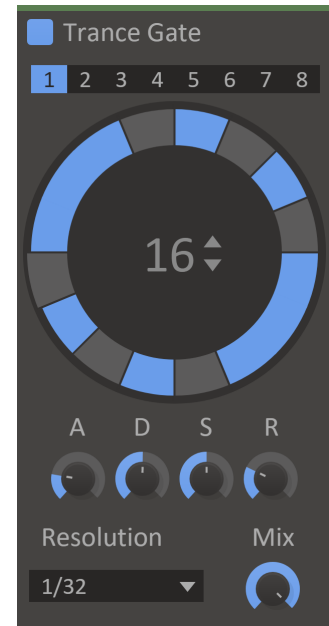 Trance Gate
1 2 3 4 5 6 7 8
16
A D S R
Resolution Mix
1/32